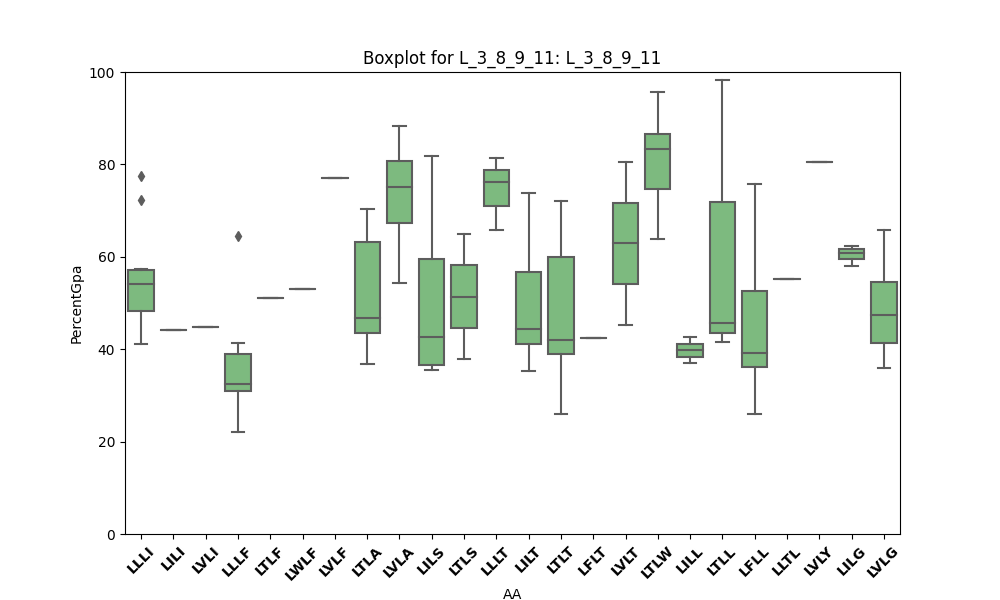 Boxplot for L_3_8_9_11: L_3_8_9_11
100
80
60
40
20
0
PercentGpa
LLLI LILI LVLI LLLF LTLF LWLF LVLF LTLA LVLA LILS LTLS LLLT LILT LTLT LFLT LVLT LTLW LILL LTLL LFLL LLTL LVLY LILG LVLG
AA